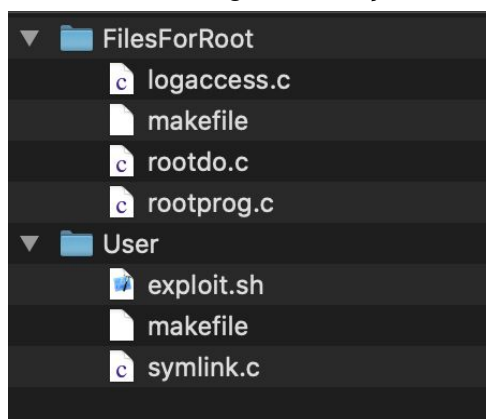 FilesForRoot
c logaccess.c
makefile
c rootdo.c
c rootprog.c
User
exploit.sh
makefile
c symlink.c